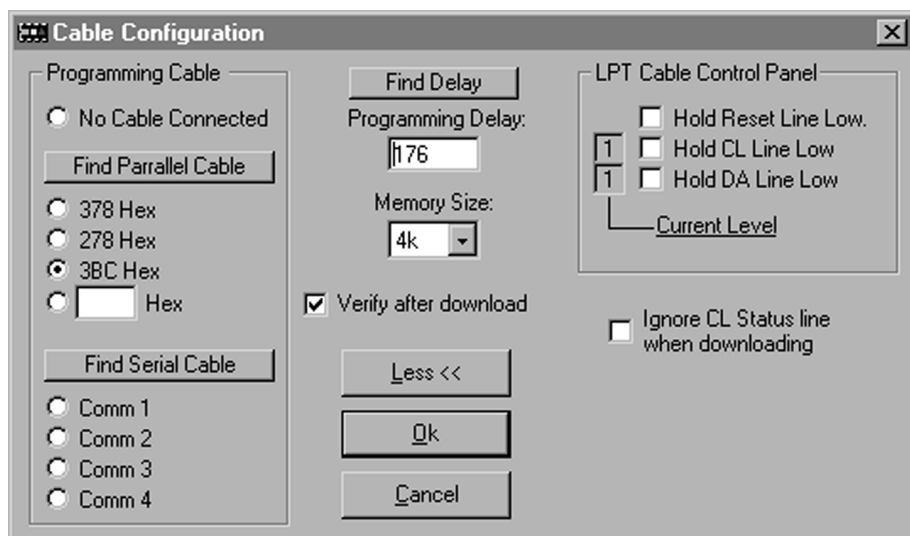 Cable Configuration
Programming Cable
No Cable Connected
Find Parrallel Cable
378 Hex
278 Hex
3BC Hex
Hex
Find Serial Cable
Comm 1
Comm 2
Comm 3
Comm 4
Find Delay
Programming Delay:
176
Memory Size:
4k
Verify after download
Less <<
Ok
Cancel
LPT Cable Control Panel
Hold Reset Line Low.
1 Hold CL Line Low
1 Hold DA Line Low
Current Level
Ignore CL Status line
when downloading